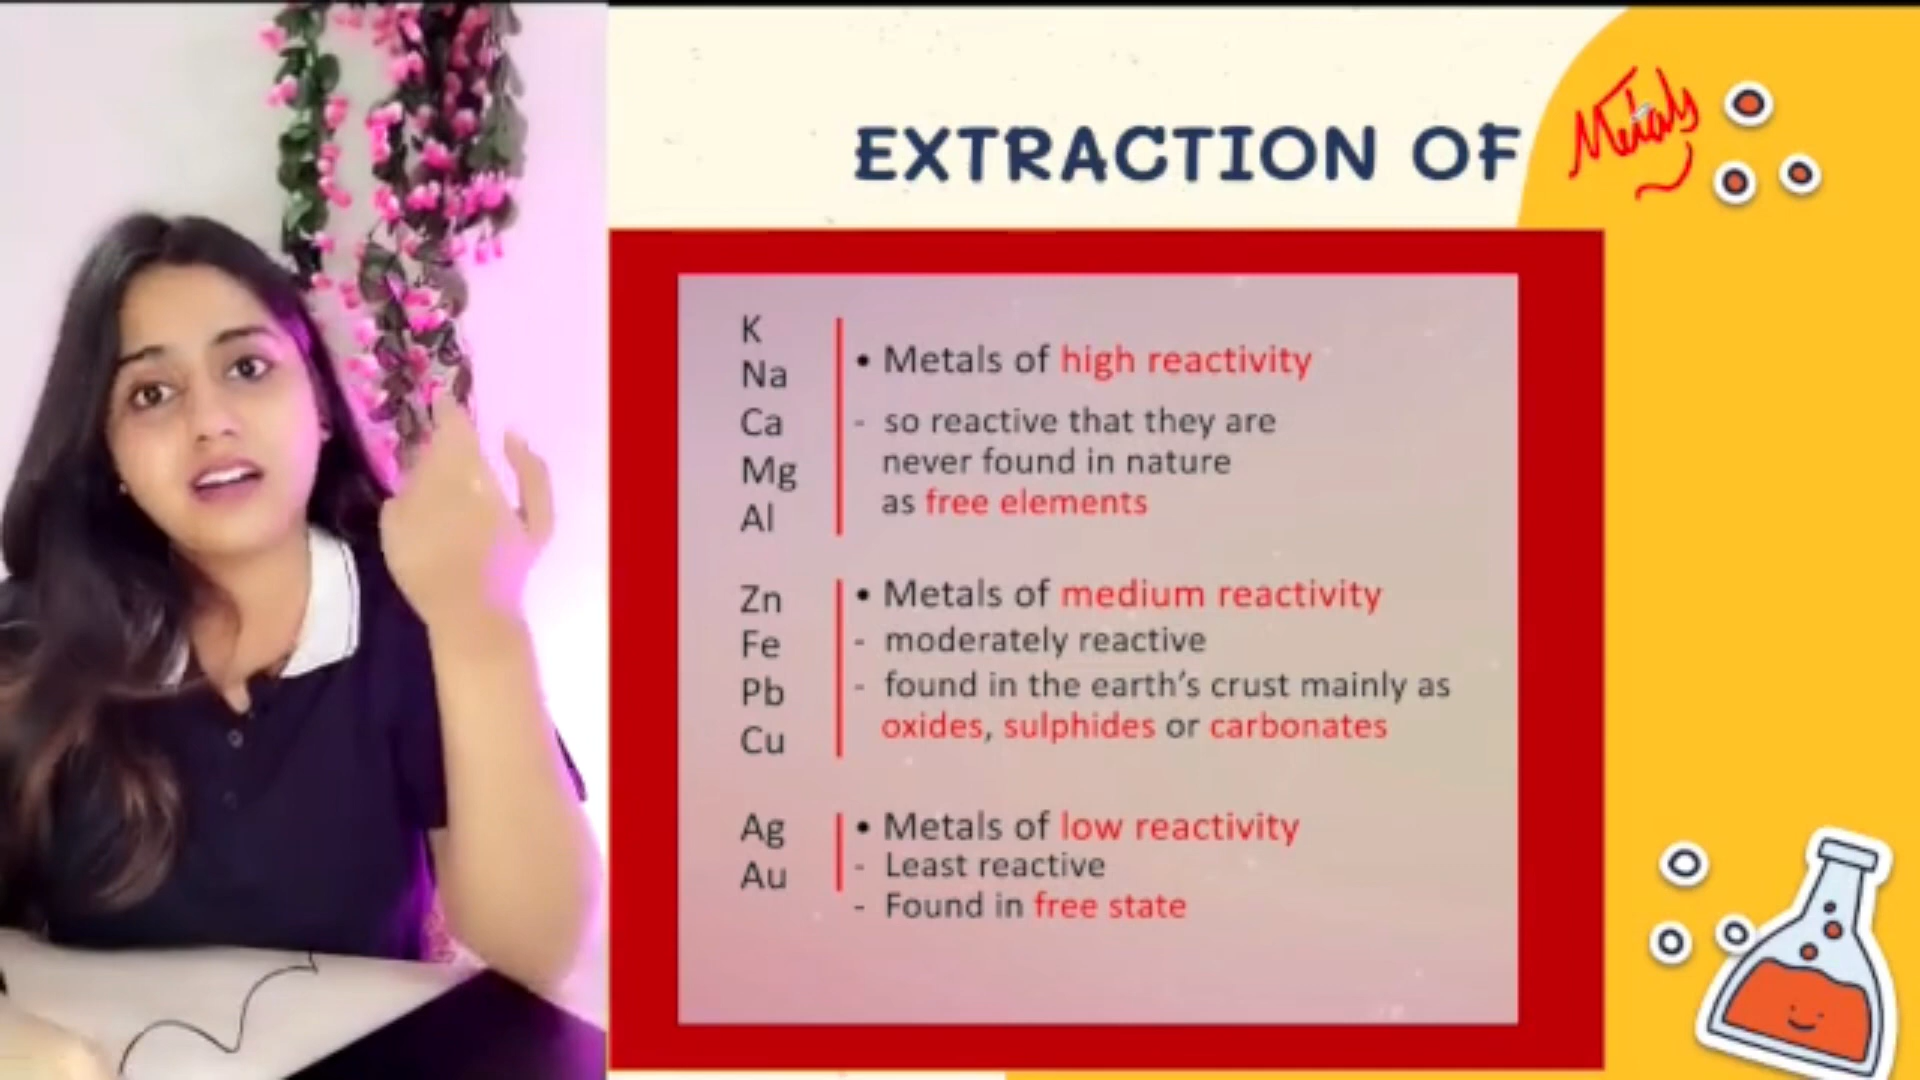 EXTRACTION OF Metals
K
Na
Ca
Mg
Al
• Metals of high reactivity
- so reactive that they are
never found in nature
as free elements
Zn
Fe
Pb
Cu
• Metals of medium reactivity
- moderately reactive
- found in the earth's crust mainly as
oxides, sulphides or carbonates
Ag
Au
• Metals of low reactivity
- Least reactive
- Found in free state